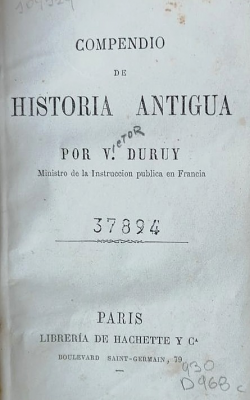 COMPENDIO
DE
HISTORIA ANTIGUA
ICTOR
POR V. DURUY
Ministro de la Instruccion publica en Francia
37894
PARIS
LIBRERÍA DE HACHETTE Y Cª
BOULEVARD SAINT-GERMAIN, 79
930
D968c